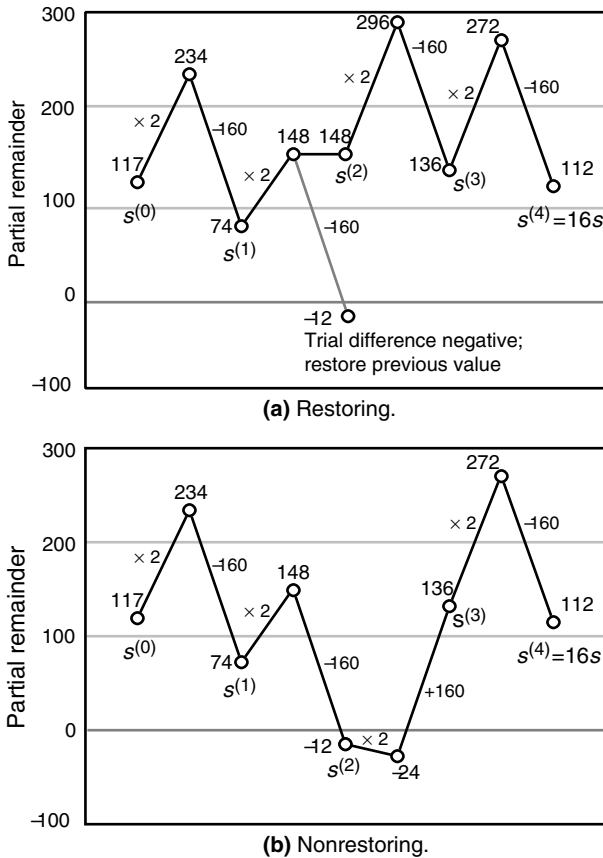 300
296
272
234
× 2
–160
200
× 2
–160
× 2
–160
148
148
117
× 2
136
112
s(2)
s(3)
100
s(0)
74
s(1)
–160
s(4)=16s
0
–12
Trial difference negative;
restore previous value
–100
Partial remainder
(a) Restoring.
300
272
234
200
× 2
× 2
–160
–160
148
117
× 2
136
112
s(0)
s(3)
100
74
s(1)
–160
+160
s(4)=16s
0
–12
× 2
s(2)
–24
–100
Partial remainder
(b) Nonrestoring.